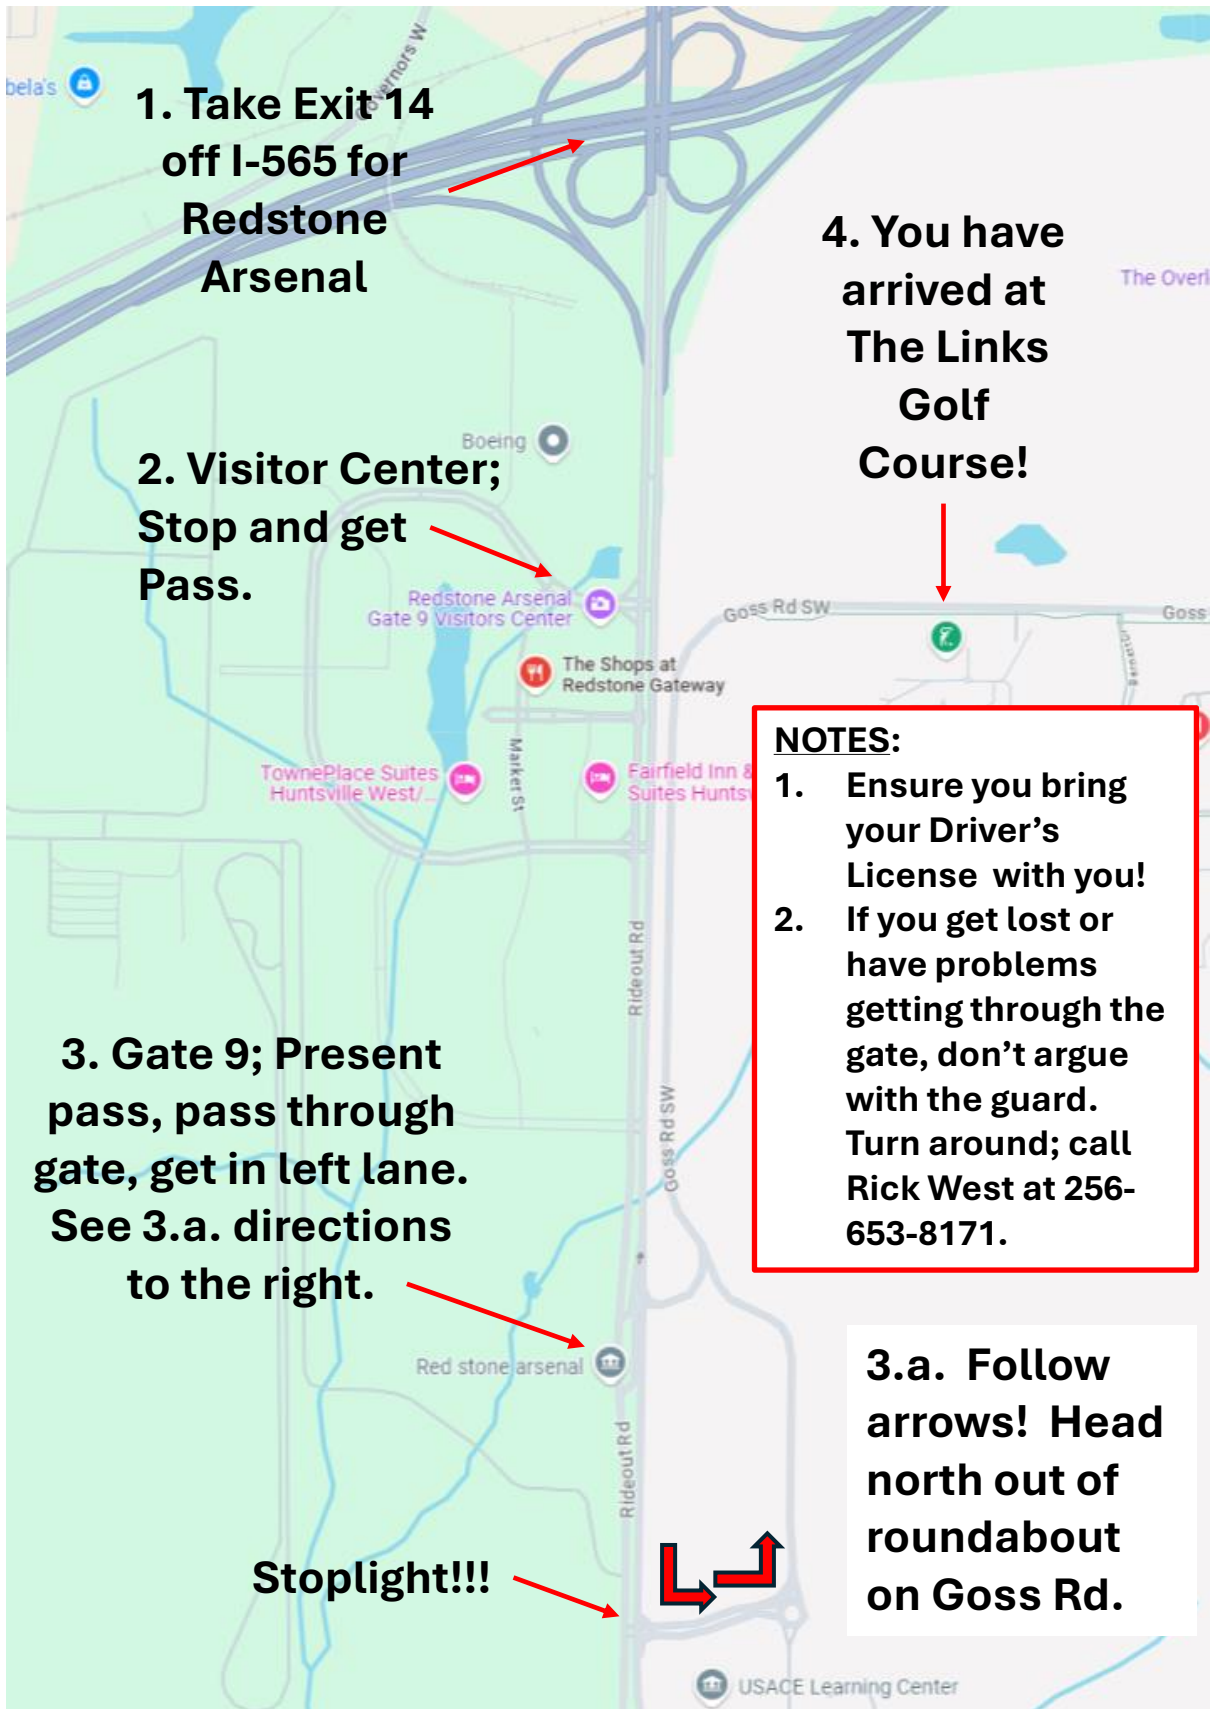 bela's
Governors W
1. Take Exit 14
off I-565 for
Redstone
Arsenal
4. You have
arrived at
The Links
Golf
Course!
The Overl
Boeing
2. Visitor Center;
Stop and get
Pass.
Redstone Arsenal
Gate 9 Visitors Center
Goss Rd SW
Goss
The Shops at
Redstone Gateway
Market St
TownePlace Suites
Huntsville West/...
Fairfield Inn &
Suites Hunts
NOTES:
1. Ensure you bring
your Driver's
License with you!
2. If you get lost or
have problems
getting through the
gate, don't argue
with the guard.
Turn around; call
Rick West at 256-
653-8171.
Rideout Rd
Goss Rd SW
3. Gate 9; Present
pass, pass through
gate, get in left lane.
See 3.a. directions
to the right.
Red stone arsenal
Rideout Rd
3.a. Follow
arrows! Head
north out of
roundabout
on Goss Rd.
Stoplight!!!
USACE Learning Center